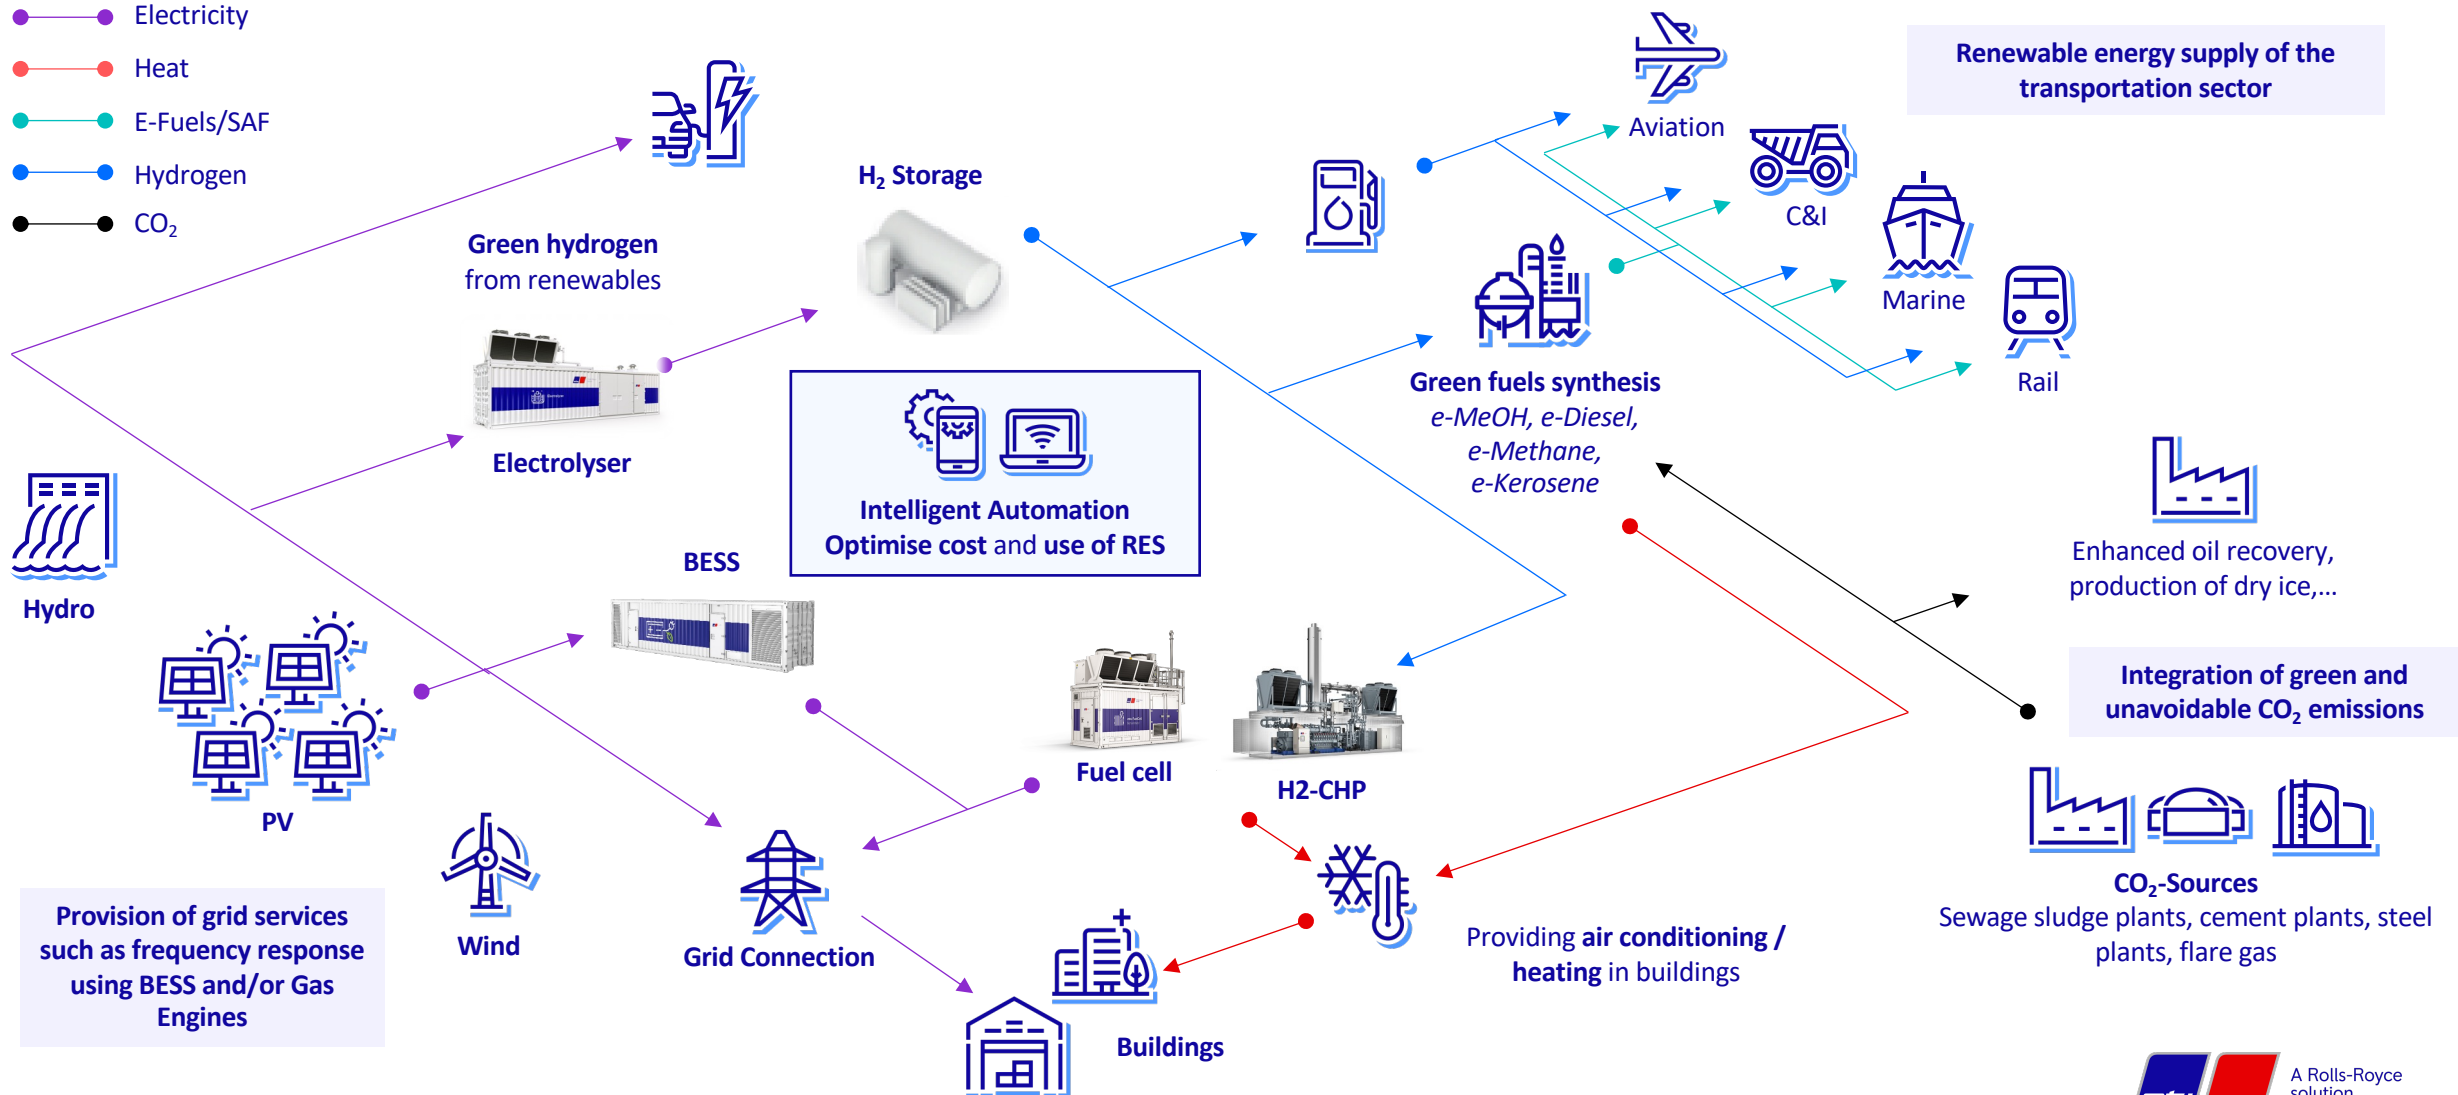 Electricity
Heat
E-Fuels/SAF
Hydrogen
CO₂
Renewable energy supply of the
transportation sector
Aviation
C&I
Marine
Rail
H₂ Storage
Green hydrogen
from renewables
Electrolyser
Green fuels synthesis
e-MeOH, e-Diesel,
e-Methane,
e-Kerosene
Intelligent Automation
Optimise cost and use of RES
Hydro
BESS
PV
Wind
Fuel cell
H2-CHP
Enhanced oil recovery,
production of dry ice,...
Integration of green and
unavoidable CO₂ emissions
CO₂-Sources
Sewage sludge plants, cement plants, steel
plants, flare gas
Provision of grid services
such as frequency response
using BESS and/or Gas
Engines
Grid Connection
Providing air conditioning /
heating in buildings
Buildings
A Rolls-Royce
solution